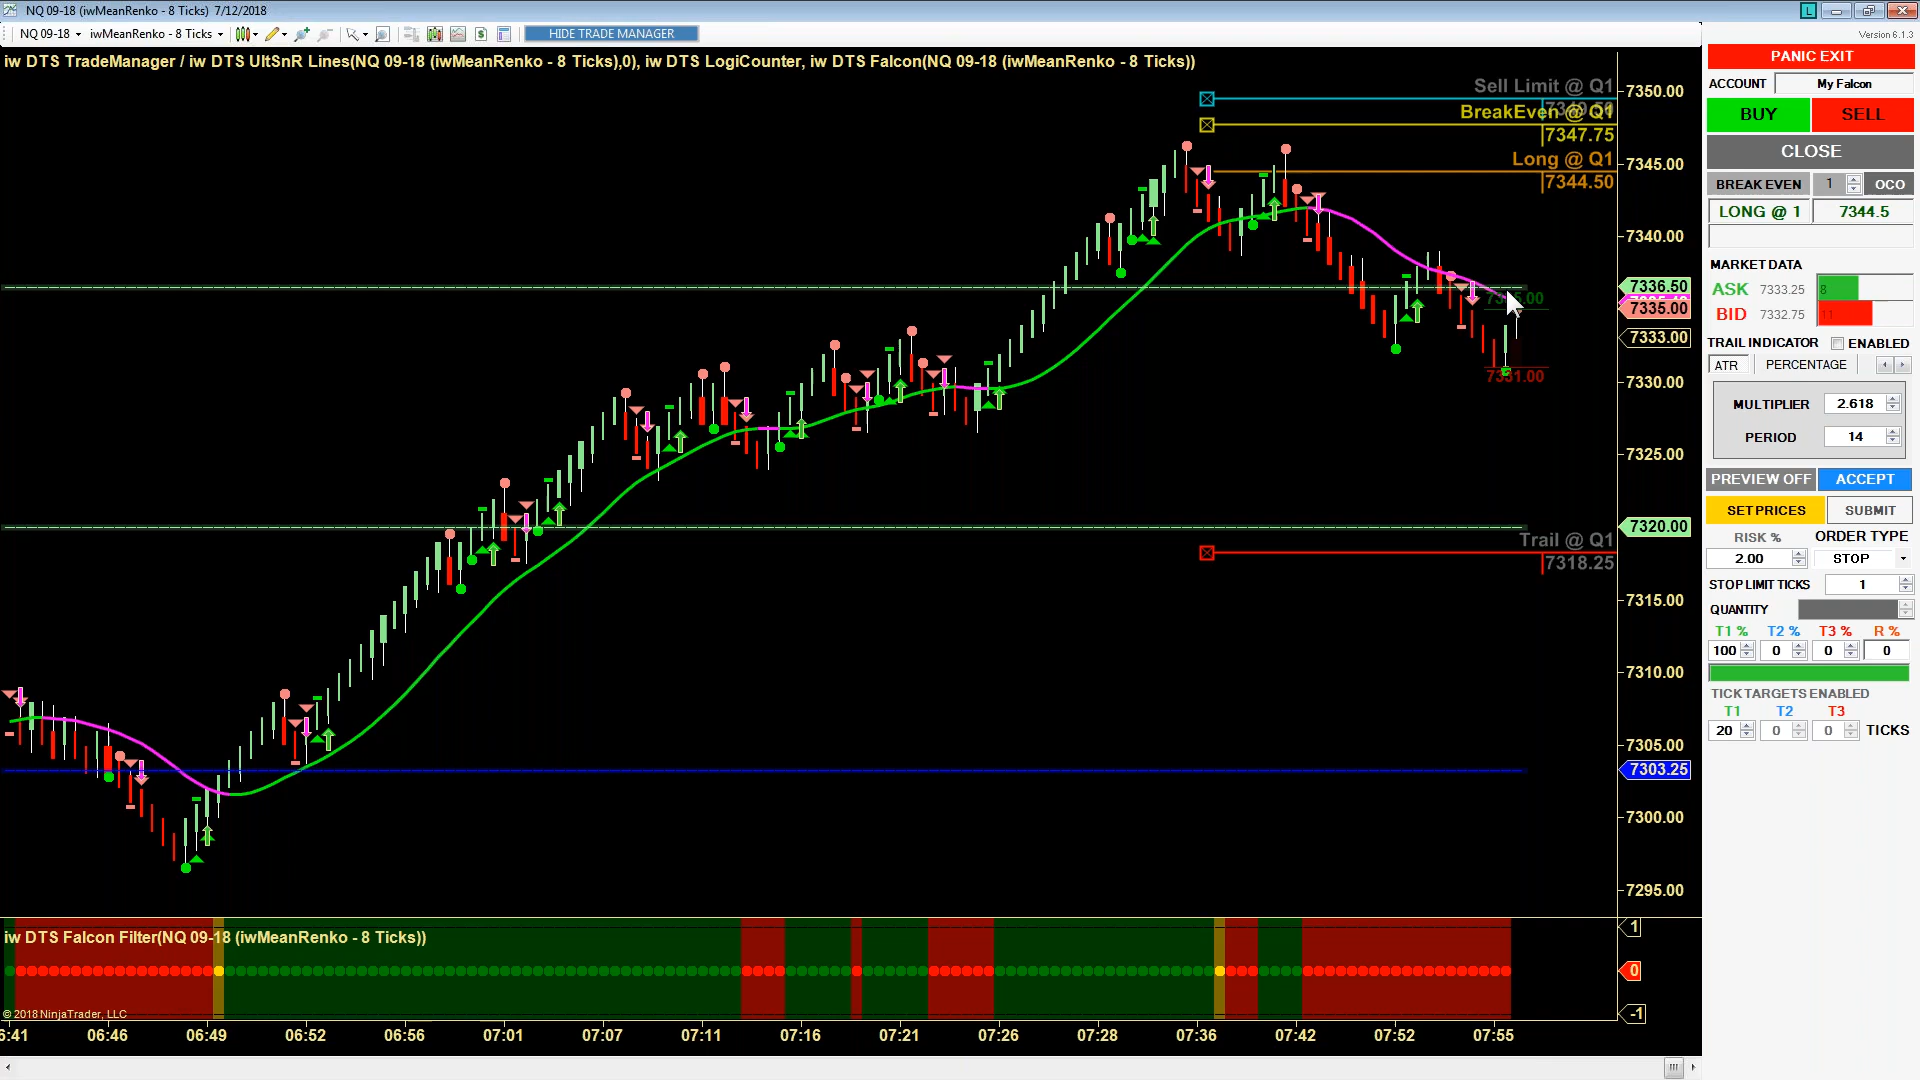 NQ 09-18 (iwMeanRenko - 8 Ticks)  7/12/2018
L
NQ 09-18 iwMeanRenko - 8 Ticks HIDE TRADE MANAGER
Version 6.1.3
iw DTS TradeManager / iw DTS UltSnR Lines(NQ 09-18 (iwMeanRenko - 8 Ticks),0), iw DTS LogiCounter, iw DTS Falcon(NQ 09-18 (iwMeanRenko - 8 Ticks))
Sell Limit @ Q1
BreakEven @ Q1
7347.75
Long @ Q1
7344.50
7331.00
Trail @ Q1
7318.25
7350.00
7345.00
7340.00
7336.50
7335.00
7333.00
7330.00
7325.00
7320.00
7315.00
7310.00
7305.00
7303.25
7300.00
7295.00
iw DTS Falcon Filter(NQ 09-18 (iwMeanRenko - 8 Ticks))
1
0
-1
© 2018 NinjaTrader, LLC
6:41 06:46 06:49 06:52 06:56 07:01 07:07 07:11 07:16 07:21 07:26 07:28 07:36 07:42 07:52 07:55
PANIC EXIT
ACCOUNT My Falcon
BUY SELL
CLOSE
BREAK EVEN 1 OCO
LONG @ 1 7344.5
MARKET DATA
ASK 7333.25 8
BID 7332.75 11
TRAIL INDICATOR ENABLED
ATR PERCENTAGE
MULTIPLIER 2.618
PERIOD 14
PREVIEW OFF ACCEPT
SET PRICES SUBMIT
RISK % ORDER TYPE
2.00 STOP
STOP LIMIT TICKS 1
QUANTITY
T1 % T2 % T3 % R %
100 0 0 0
TICK TARGETS ENABLED
T1 T2 T3
20 0 0 TICKS